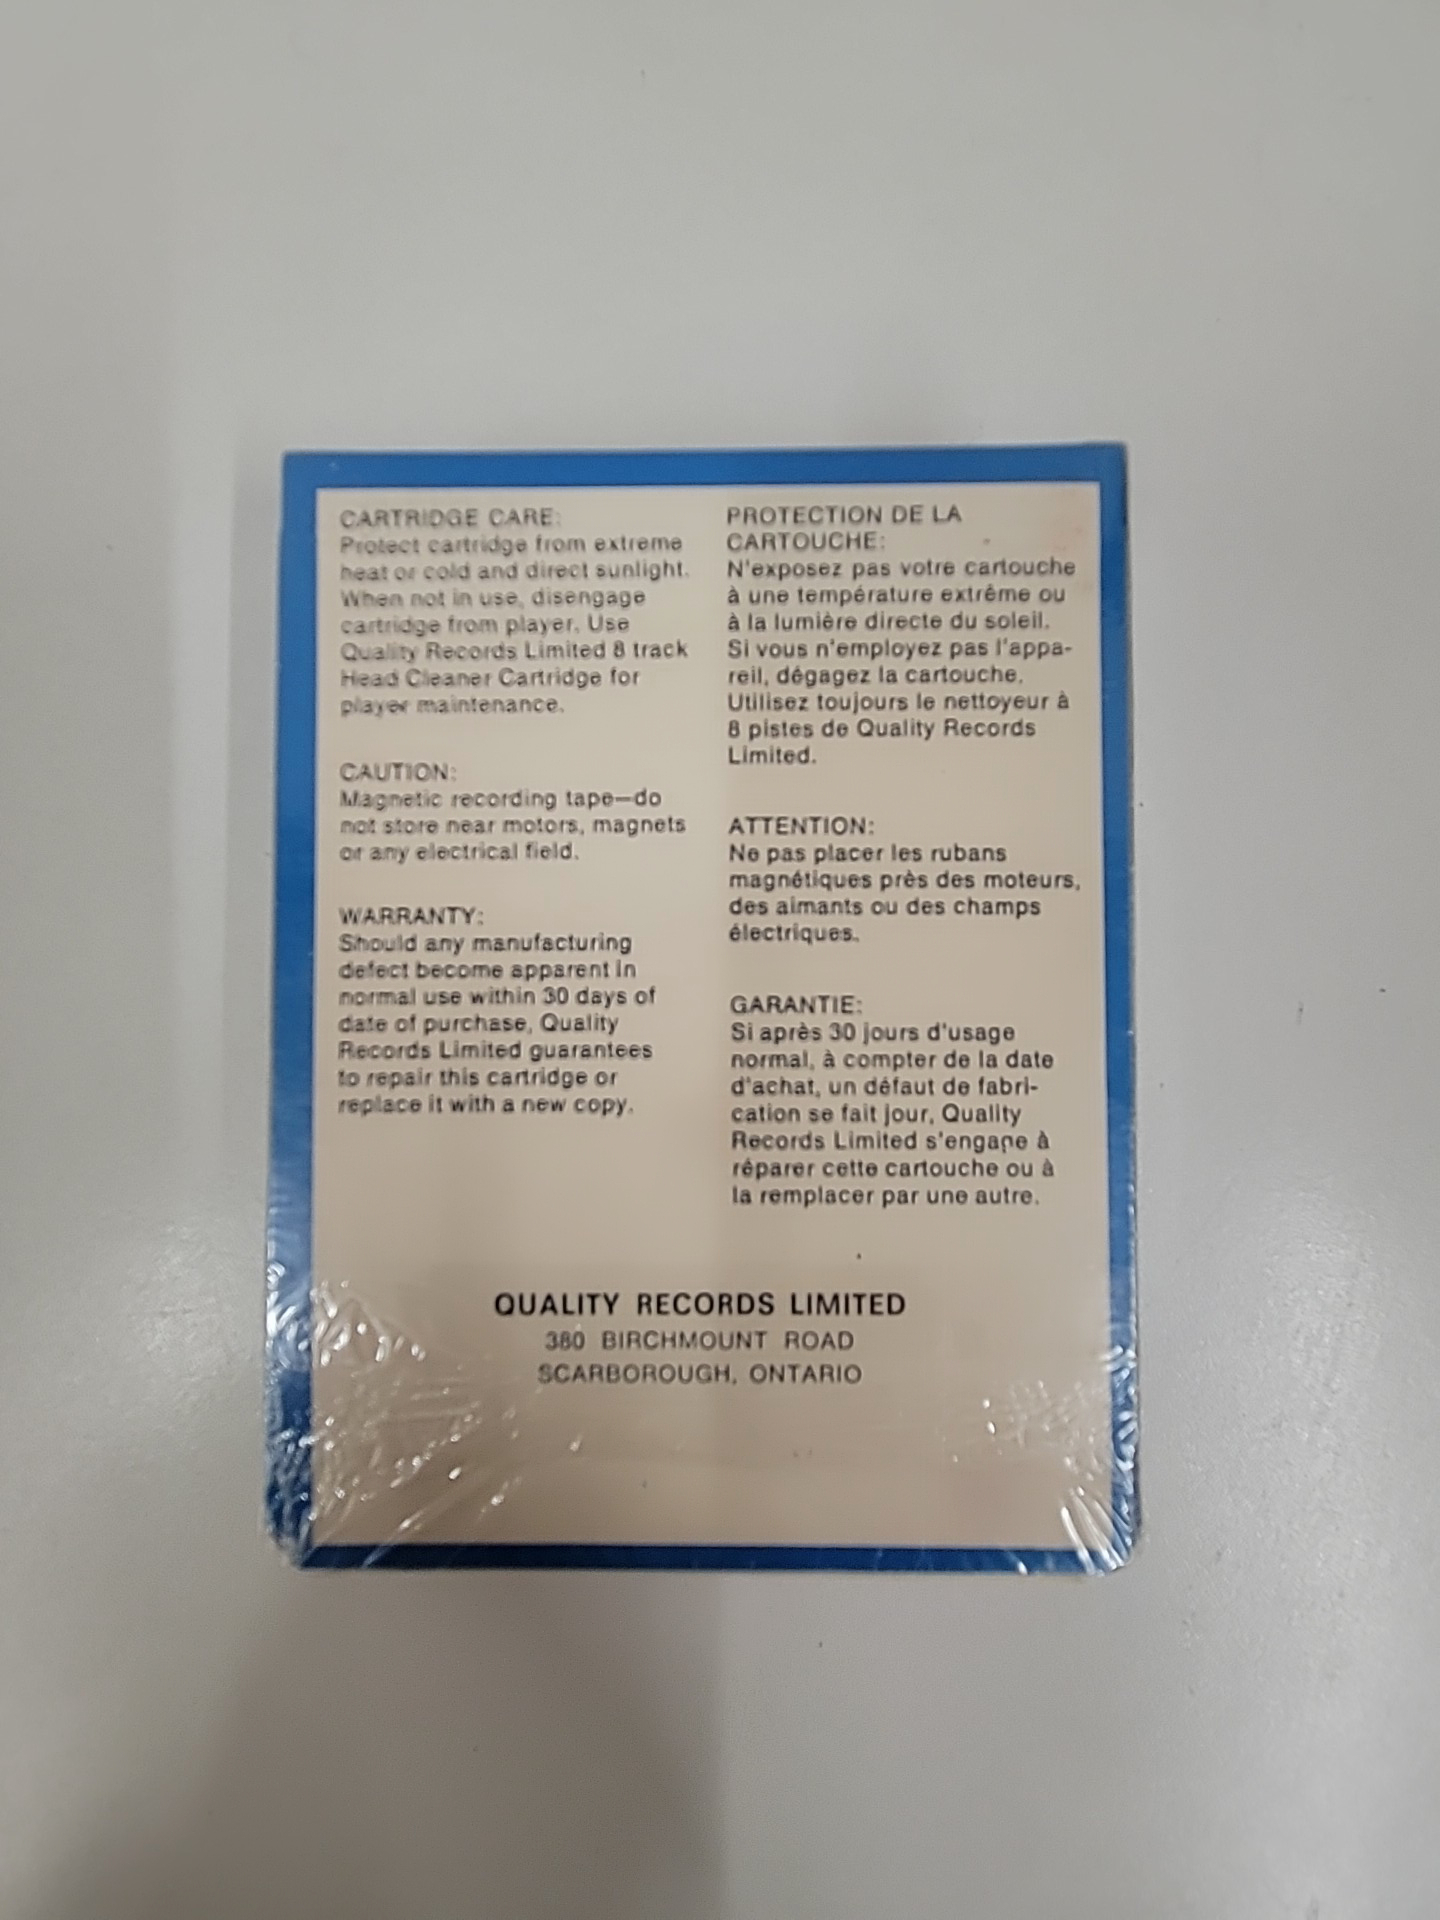 CARTRIDGE CARE:
Protect cartridge from extreme
heat or cold and direct sunlight.
When not in use, disengage
cartridge from player. Use
Quality Records Limited 8 track
Head Cleaner Cartridge for
player maintenance.
CAUTION:
Magnetic recording tape—do
not store near motors, magnets
or any electrical field.
WARRANTY:
Should any manufacturing
defect become apparent in
normal use within 30 days of
date of purchase, Quality
Records Limited guarantees
to repair this cartridge or
replace it with a new copy.
PROTECTION DE LA
CARTOUCHE:
N'exposez pas votre cartouche
à une température extrême ou
à la lumière directe du soleil.
Si vous n'employez pas l'appa-
reil, dégagez la cartouche.
Utilisez toujours le nettoyeur à
8 pistes de Quality Records
Limited.
ATTENTION:
Ne pas placer les rubans
magnétiques près des moteurs,
des aimants ou des champs
électriques.
GARANTIE:
Si après 30 jours d'usage
normal, à compter de la date
d'achat, un défaut de fabri-
cation se fait jour, Quality
Records Limited s'engage à
réparer cette cartouche ou à
la remplacer par une autre.
QUALITY RECORDS LIMITED
380 BIRCHMOUNT ROAD
SCARBOROUGH, ONTARIO